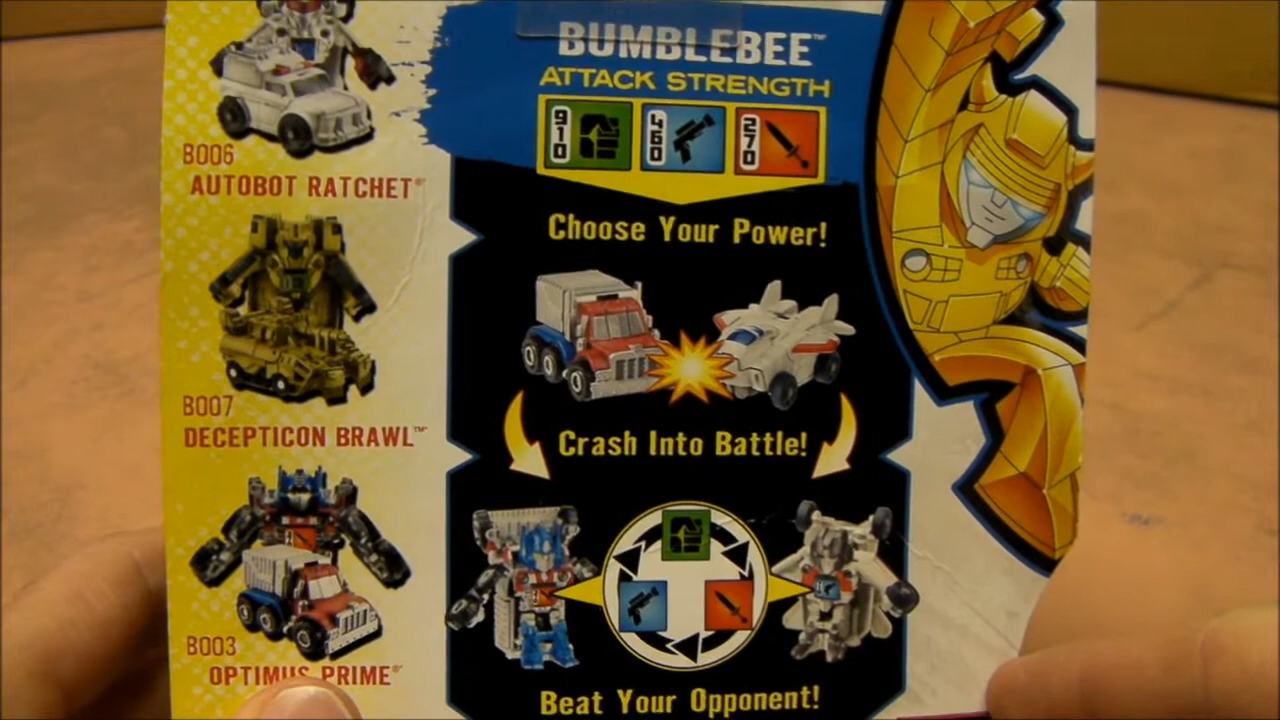 BUMBLEBEE™
ATTACK STRENGTH
910
460
270
Choose Your Power!
Crash Into Battle!
Beat Your Opponent!
B006
AUTOBOT RATCHET®
B007
DECEPTICON BRAWL™
B003
OPTIMUS PRIME®